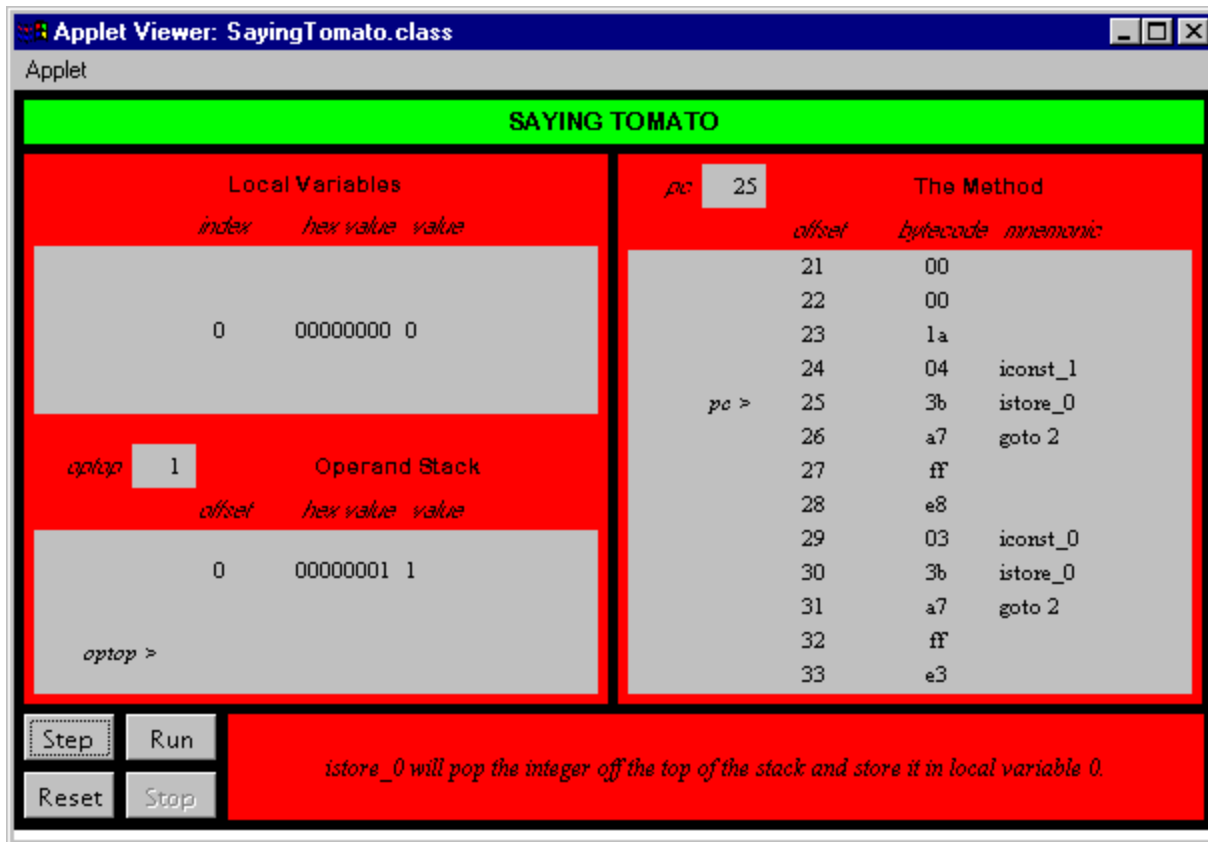 Applet Viewer: SayingTomato.class
Applet
SAYING TOMATO
Local Variables
index hex value value
0 00000000 0
optop 1 Operand Stack
offset hex value value
0 00000001 1
optop >
pc 25 The Method
offset bytecode mnemonic
21 00
22 00
23 1a
24 04 iconst_1
pc > 25 3b istore_0
26 a7 goto 2
27 ff
28 e8
29 03 iconst_0
30 3b istore_0
31 a7 goto 2
32 ff
33 e3
Step Run
Reset Stop
istore_0 will pop the integer off the top of the stack and store it in local variable 0.